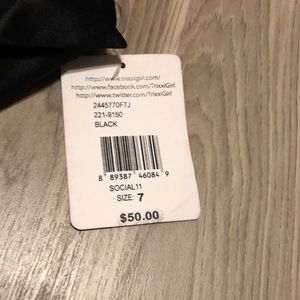 http://www.trixxigirl.com/
http://www.facebook.com/TrixxiGirl
http://www.twitter.com/TrixxiGirl
2445770F7J
221-9150
BLACK
8 89387 46084 9
SOCIAL11
SIZE: 7
$50.00